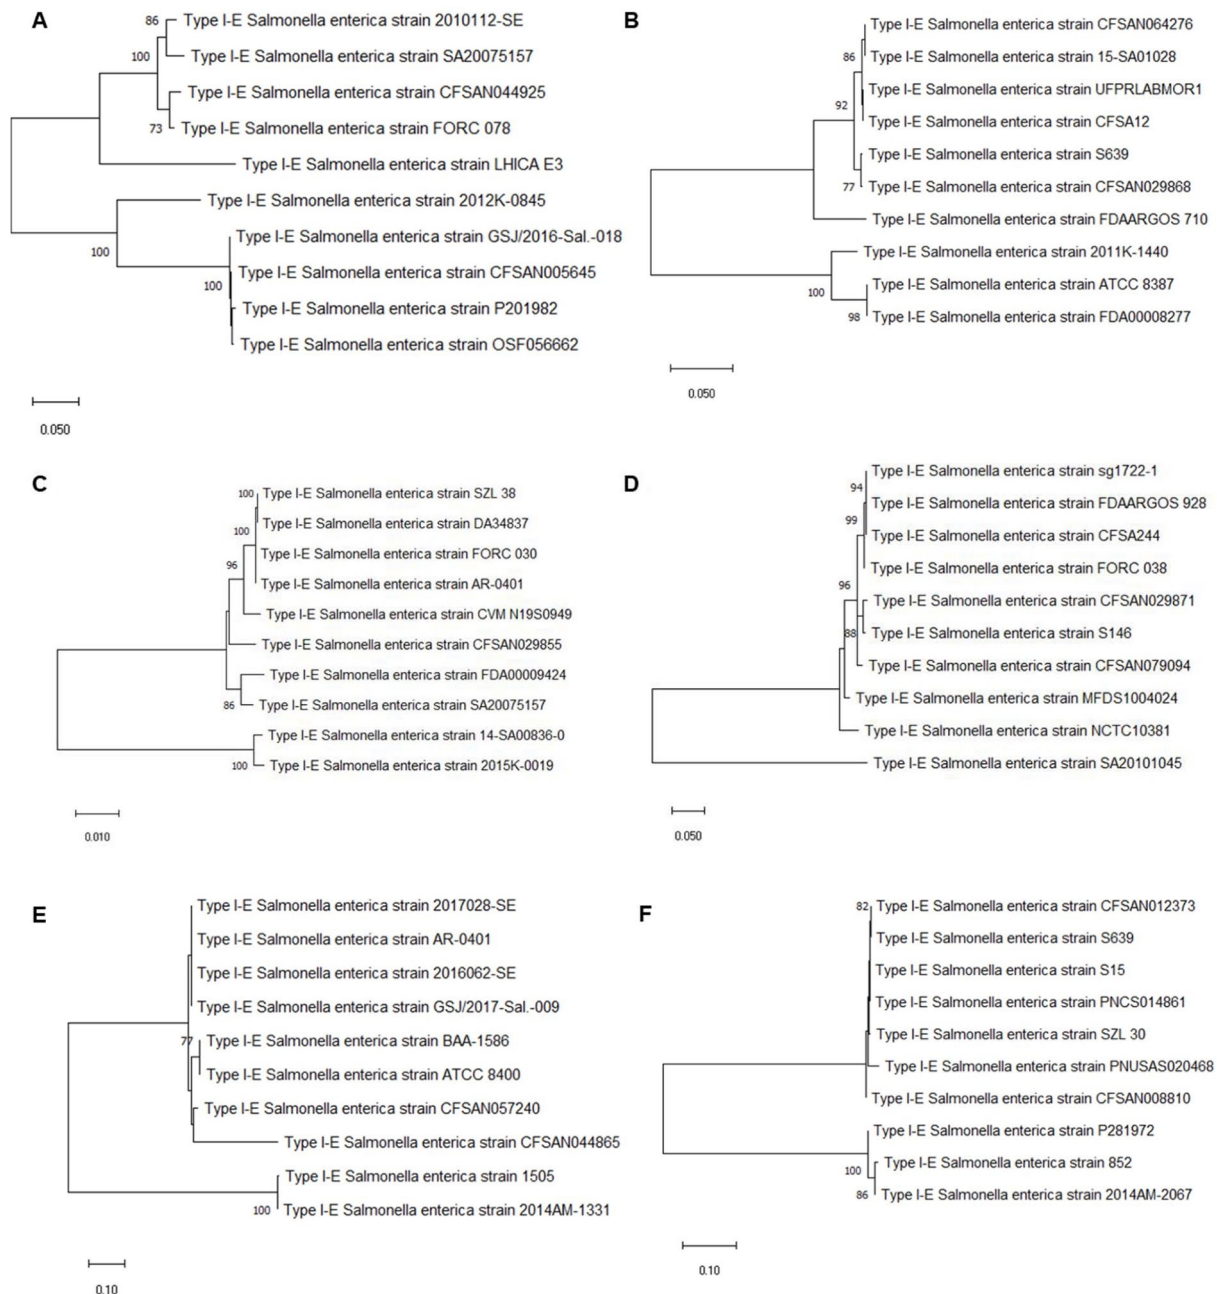 A
86
Type I-E Salmonella enterica strain 2010112-SE
100
Type I-E Salmonella enterica strain SA20075157
Type I-E Salmonella enterica strain CFSAN044925
73
Type I-E Salmonella enterica strain FORC 078
Type I-E Salmonella enterica strain LHICA E3
Type I-E Salmonella enterica strain 2012K-0845
100
Type I-E Salmonella enterica strain GSJ/2016-Sal.-018
Type I-E Salmonella enterica strain CFSAN005645
100
Type I-E Salmonella enterica strain P201982
Type I-E Salmonella enterica strain OSF056662
0.050
B
Type I-E Salmonella enterica strain CFSAN064276
86
Type I-E Salmonella enterica strain 15-SA01028
Type I-E Salmonella enterica strain UFPRLABMOR1
92
Type I-E Salmonella enterica strain CFSA12
Type I-E Salmonella enterica strain S639
77
Type I-E Salmonella enterica strain CFSAN029868
Type I-E Salmonella enterica strain FDAARGOS 710
Type I-E Salmonella enterica strain 2011K-1440
100
Type I-E Salmonella enterica strain ATCC 8387
98
Type I-E Salmonella enterica strain FDA00008277
0.050
C
100
Type I-E Salmonella enterica strain SZL 38
Type I-E Salmonella enterica strain DA34837
100
Type I-E Salmonella enterica strain FORC 030
96
Type I-E Salmonella enterica strain AR-0401
Type I-E Salmonella enterica strain CVM N19S0949
Type I-E Salmonella enterica strain CFSAN029855
Type I-E Salmonella enterica strain FDA00009424
86
Type I-E Salmonella enterica strain SA20075157
Type I-E Salmonella enterica strain 14-SA00836-0
100
Type I-E Salmonella enterica strain 2015K-0019
0.010
D
Type I-E Salmonella enterica strain sg1722-1
94
Type I-E Salmonella enterica strain FDAARGOS 928
99
Type I-E Salmonella enterica strain CFSA244
Type I-E Salmonella enterica strain FORC 038
96
Type I-E Salmonella enterica strain CFSAN029871
88
Type I-E Salmonella enterica strain S146
Type I-E Salmonella enterica strain CFSAN079094
Type I-E Salmonella enterica strain MFDS1004024
Type I-E Salmonella enterica strain NCTC10381
Type I-E Salmonella enterica strain SA20101045
0.050
E
Type I-E Salmonella enterica strain 2017028-SE
Type I-E Salmonella enterica strain AR-0401
Type I-E Salmonella enterica strain 2016062-SE
Type I-E Salmonella enterica strain GSJ/2017-Sal.-009
77
Type I-E Salmonella enterica strain BAA-1586
Type I-E Salmonella enterica strain ATCC 8400
Type I-E Salmonella enterica strain CFSAN057240
Type I-E Salmonella enterica strain CFSAN044865
Type I-E Salmonella enterica strain 1505
100
Type I-E Salmonella enterica strain 2014AM-1331
0.10
F
82
Type I-E Salmonella enterica strain CFSAN012373
Type I-E Salmonella enterica strain S639
Type I-E Salmonella enterica strain S15
Type I-E Salmonella enterica strain PNCS014861
Type I-E Salmonella enterica strain SZL 30
Type I-E Salmonella enterica strain PNUSAS020468
Type I-E Salmonella enterica strain CFSAN008810
Type I-E Salmonella enterica strain P281972
100
Type I-E Salmonella enterica strain 852
86
Type I-E Salmonella enterica strain 2014AM-2067
0.10